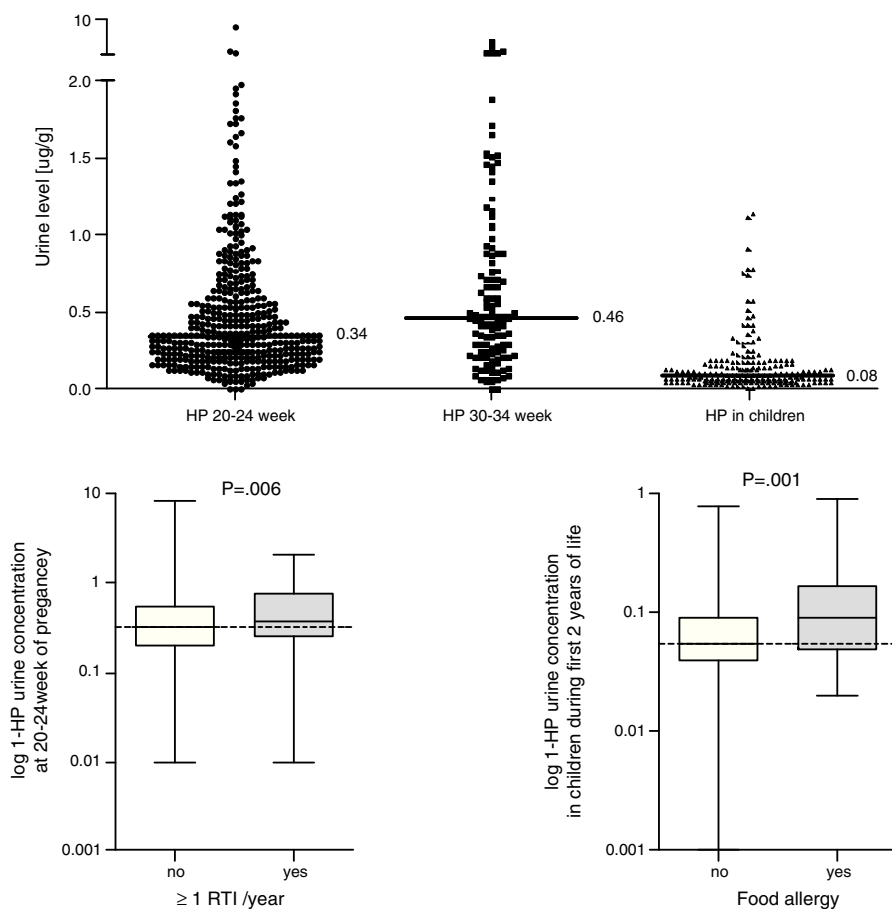 10
2.0
1.5
1.0
0.5
0.0
Urine level [ug/g]
0.34
0.46
0.08
HP 20-24 week
HP 30-34 week
HP in children
P=.006
10
1
0.1
0.01
0.001
log 1-HP urine concentration
at 20-24week of pregancey
no
yes
≥ 1 RTI /year
P=.001
1
0.1
0.01
0.001
log 1-HP urine concentration
in children during first 2 years of life
no
yes
Food allergy